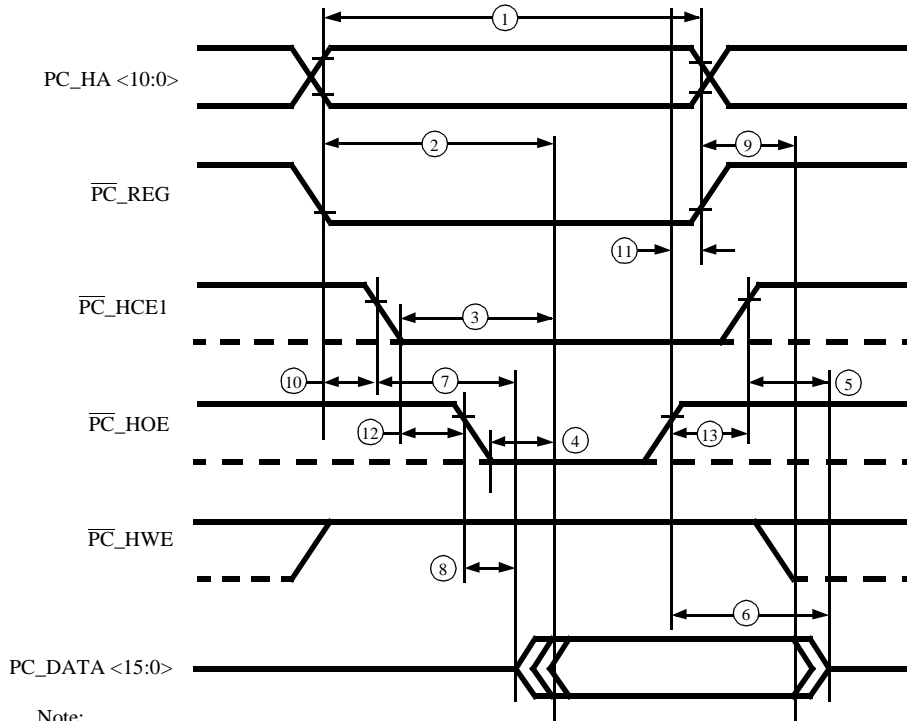 1
PC_HA <10:0>
2
9
PC_REG
11
PC_HCE1
3
10
7
5
PC_HOE
12
4
13
PC_HWE
8
6
PC_DATA <15:0>
Note: